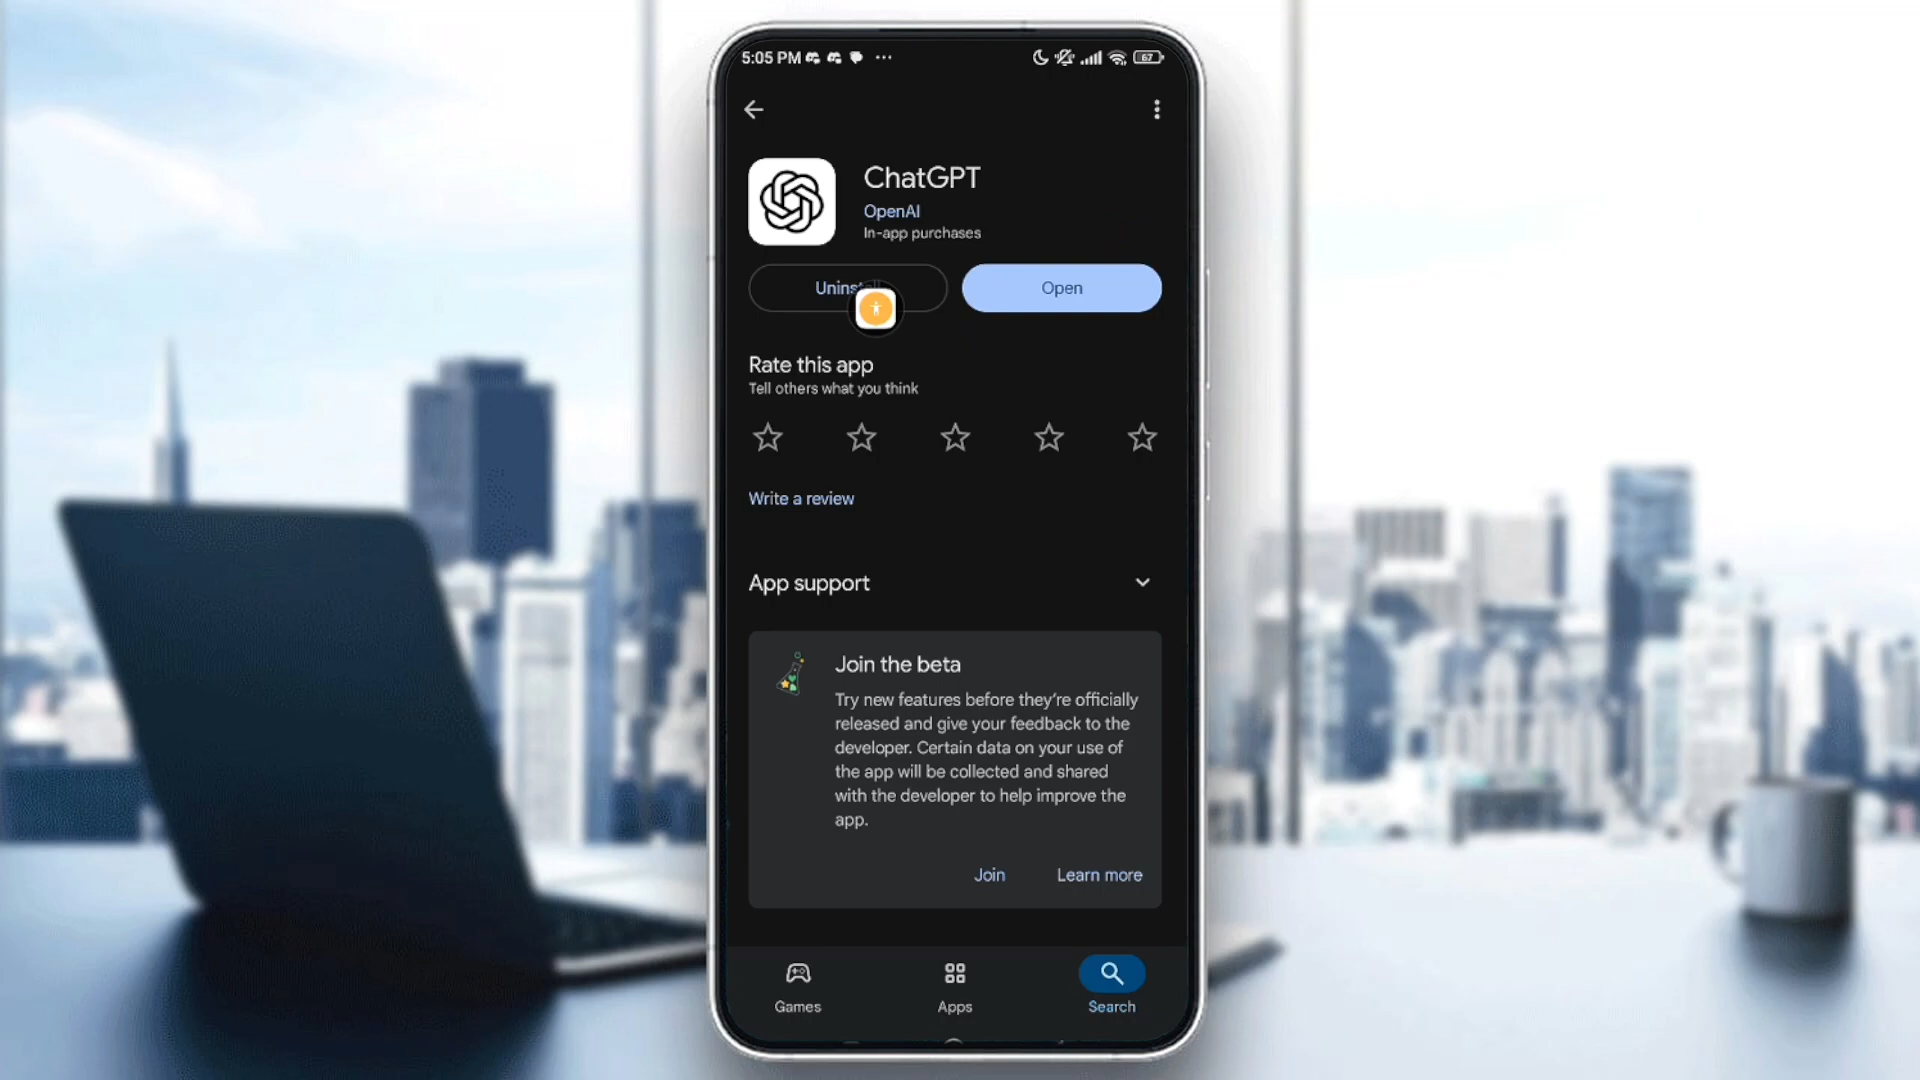 5:05 PM
67
ChatGPT
OpenAI
In-app purchases
Open
Rate this app
Tell others what you think
Write a review
App support
Join the beta
Try new features before they're officially
released and give your feedback to the
developer. Certain data on your use of
the app will be collected and shared
with the developer to help improve the
app.
Join Learn more
Games Apps Search